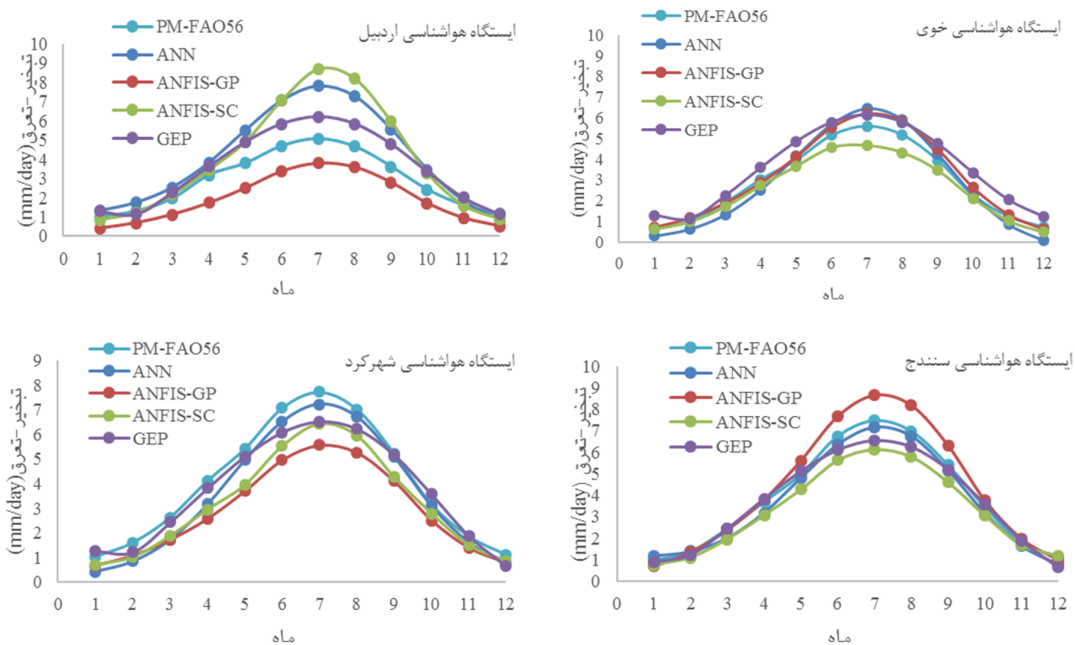 ایستگاه هواشناسی اردبیل
PM-FAO56
ANN
ANFIS-GP
ANFIS-SC
GEP
تبخیر-تعرق (mm/day)
10
9
8
7
6
5
4
3
2
1
0
0 1 2 3 4 5 6 7 8 9 10 11 12
ماه
ایستگاه هواشناسی خوی
PM-FAO56
ANN
ANFIS-GP
ANFIS-SC
GEP
تبخیر-تعرق (mm/day)
10
9
8
7
6
5
4
3
2
1
0
0 1 2 3 4 5 6 7 8 9 10 11 12
ماه
ایستگاه هواشناسی شهرکرد
PM-FAO56
ANN
ANFIS-GP
ANFIS-SC
GEP
تبخیر-تعرق (mm/day)
9
8
7
6
5
4
3
2
1
0
0 1 2 3 4 5 6 7 8 9 10 11 12
ماه
ایستگاه هواشناسی سنندج
PM-FAO56
ANN
ANFIS-GP
ANFIS-SC
GEP
تبخیر-تعرق (mm/day)
10
9
8
7
6
5
4
3
2
1
0
0 1 2 3 4 5 6 7 8 9 10 11 12
ماه